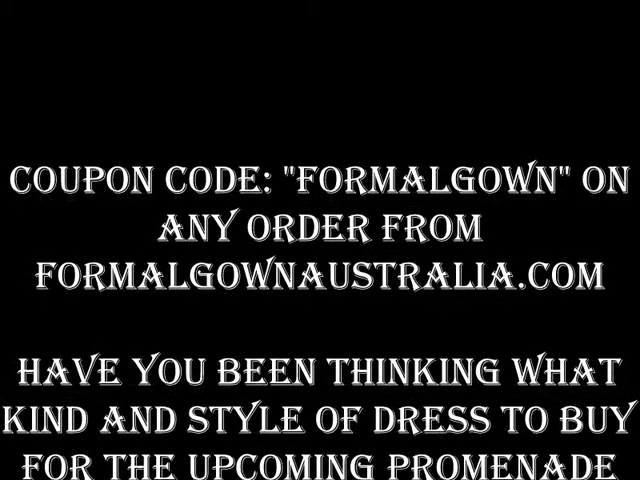 COUPON CODE: "FORMALGOWN" ON
ANY ORDER FROM
FORMALGOWNAUSTRALIA.COM
HAVE YOU BEEN THINKING WHAT
KIND AND STYLE OF DRESS TO BUY
FOR THE UPCOMING PROMENADE